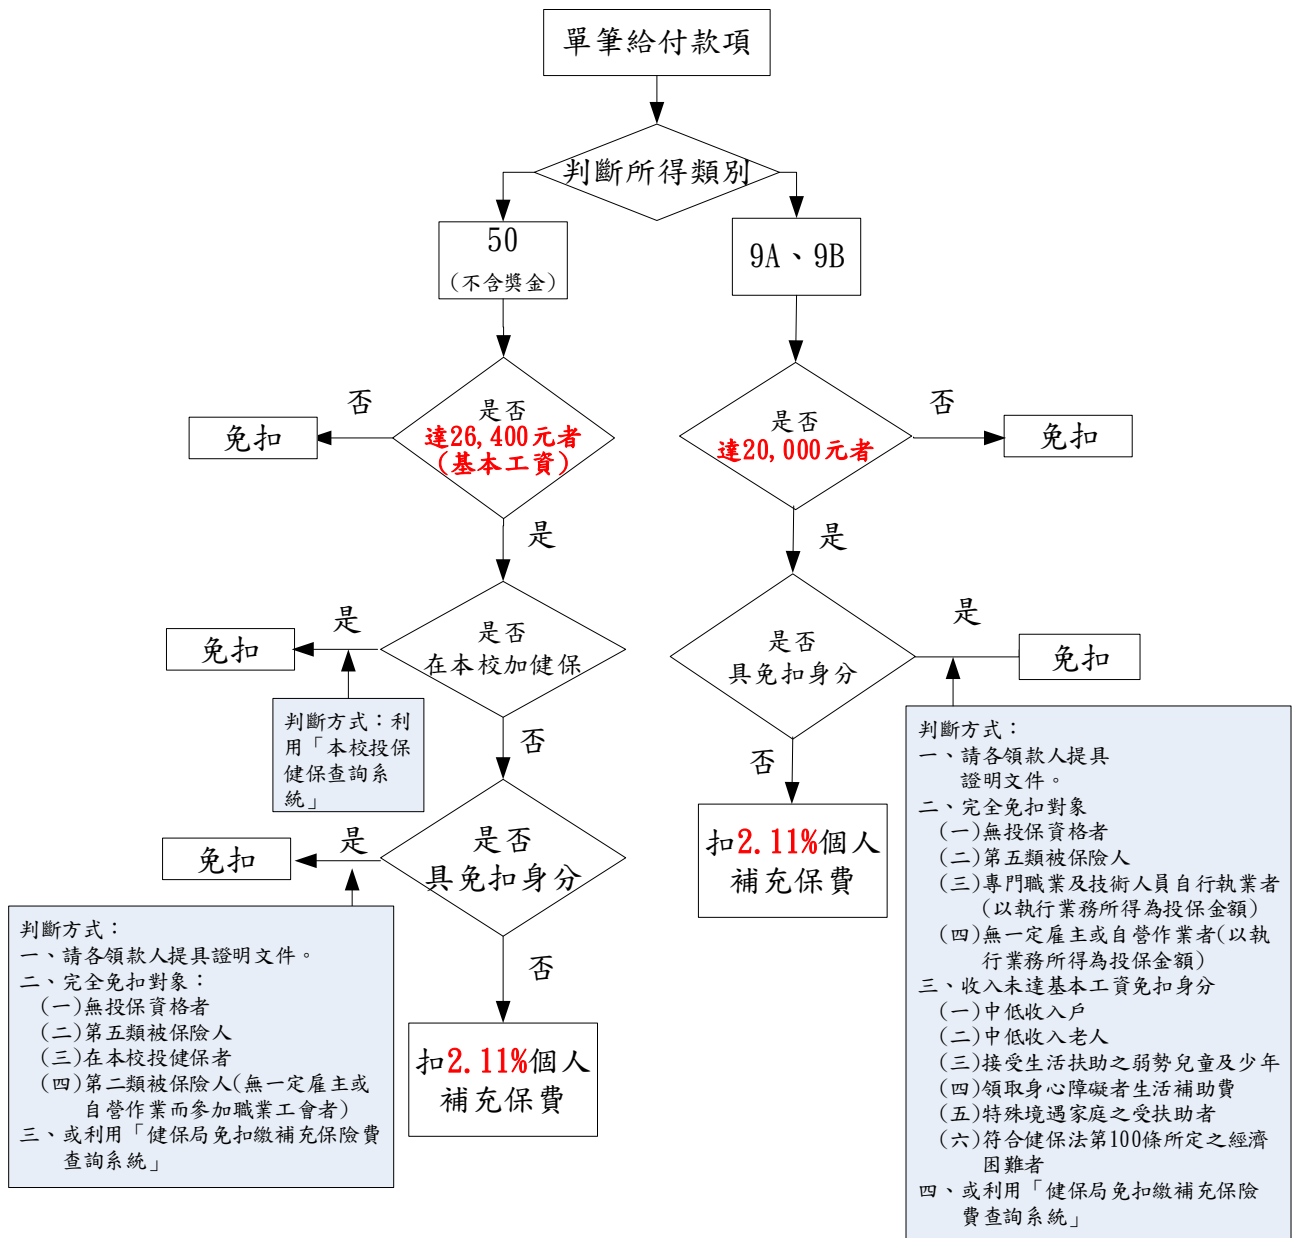 單筆給付款項
判斷所得類別
50
(不含獎金)
9A、9B
是否
達26,400元者
(基本工資)
否
免扣
是
是否
達20,000元者
否
免扣
是
是否
在本校加健保
是
免扣
判斷方式：利
用「本校投保
健保查詢系
統」
否
是否
具免扣身分
是
免扣
否
扣2.11%個人
補充保費
是否
具免扣身分
是
免扣
判斷方式：
一、請各領款人提具證明文件。
二、完全免扣對象：
(一)無投保資格者
(二)第五類被保險人
(三)在本校投健保者
(四)第二類被保險人(無一定雇主或
自營作業而參加職業工會者)
三、或利用「健保局免扣繳補充保險費
查詢系統」
否
扣2.11%個人
補充保費
判斷方式：
一、請各領款人提具
證明文件。
二、完全免扣對象
(一)無投保資格者
(二)第五類被保險人
(三)專門職業及技術人員自行執業者
(以執行業務所得為投保金額)
(四)無一定雇主或自營作業者(以執
行業務所得為投保金額)
三、收入未達基本工資免扣身分
(一)中低收入戶
(二)中低收入老人
(三)接受生活扶助之弱勢兒童及少年
(四)領取身心障礙者生活補助費
(五)特殊境遇家庭之受扶助者
(六)符合健保法第100條所定之經濟
困難者
四、或利用「健保局免扣繳補充保險
費查詢系統」